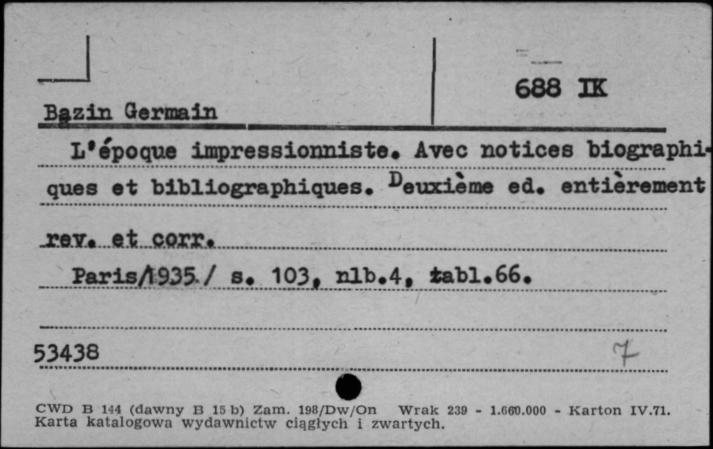 688 IK
Bazin Germain
L'époque impressionniste. Avec notices biographi-
ques et bibliographiques. Deuxième ed. entièrement
rev. et corr.
Paris/1935/ s. 103, nlb.4, tabl.66.
53438
7
CWD B 144 (dawny B 15 b) Zam. 198/Dw/On Wrak 239 - 1.660.000 - Karton IV.71.
Karta katalogowa wydawnictw ciągłych i zwartych.